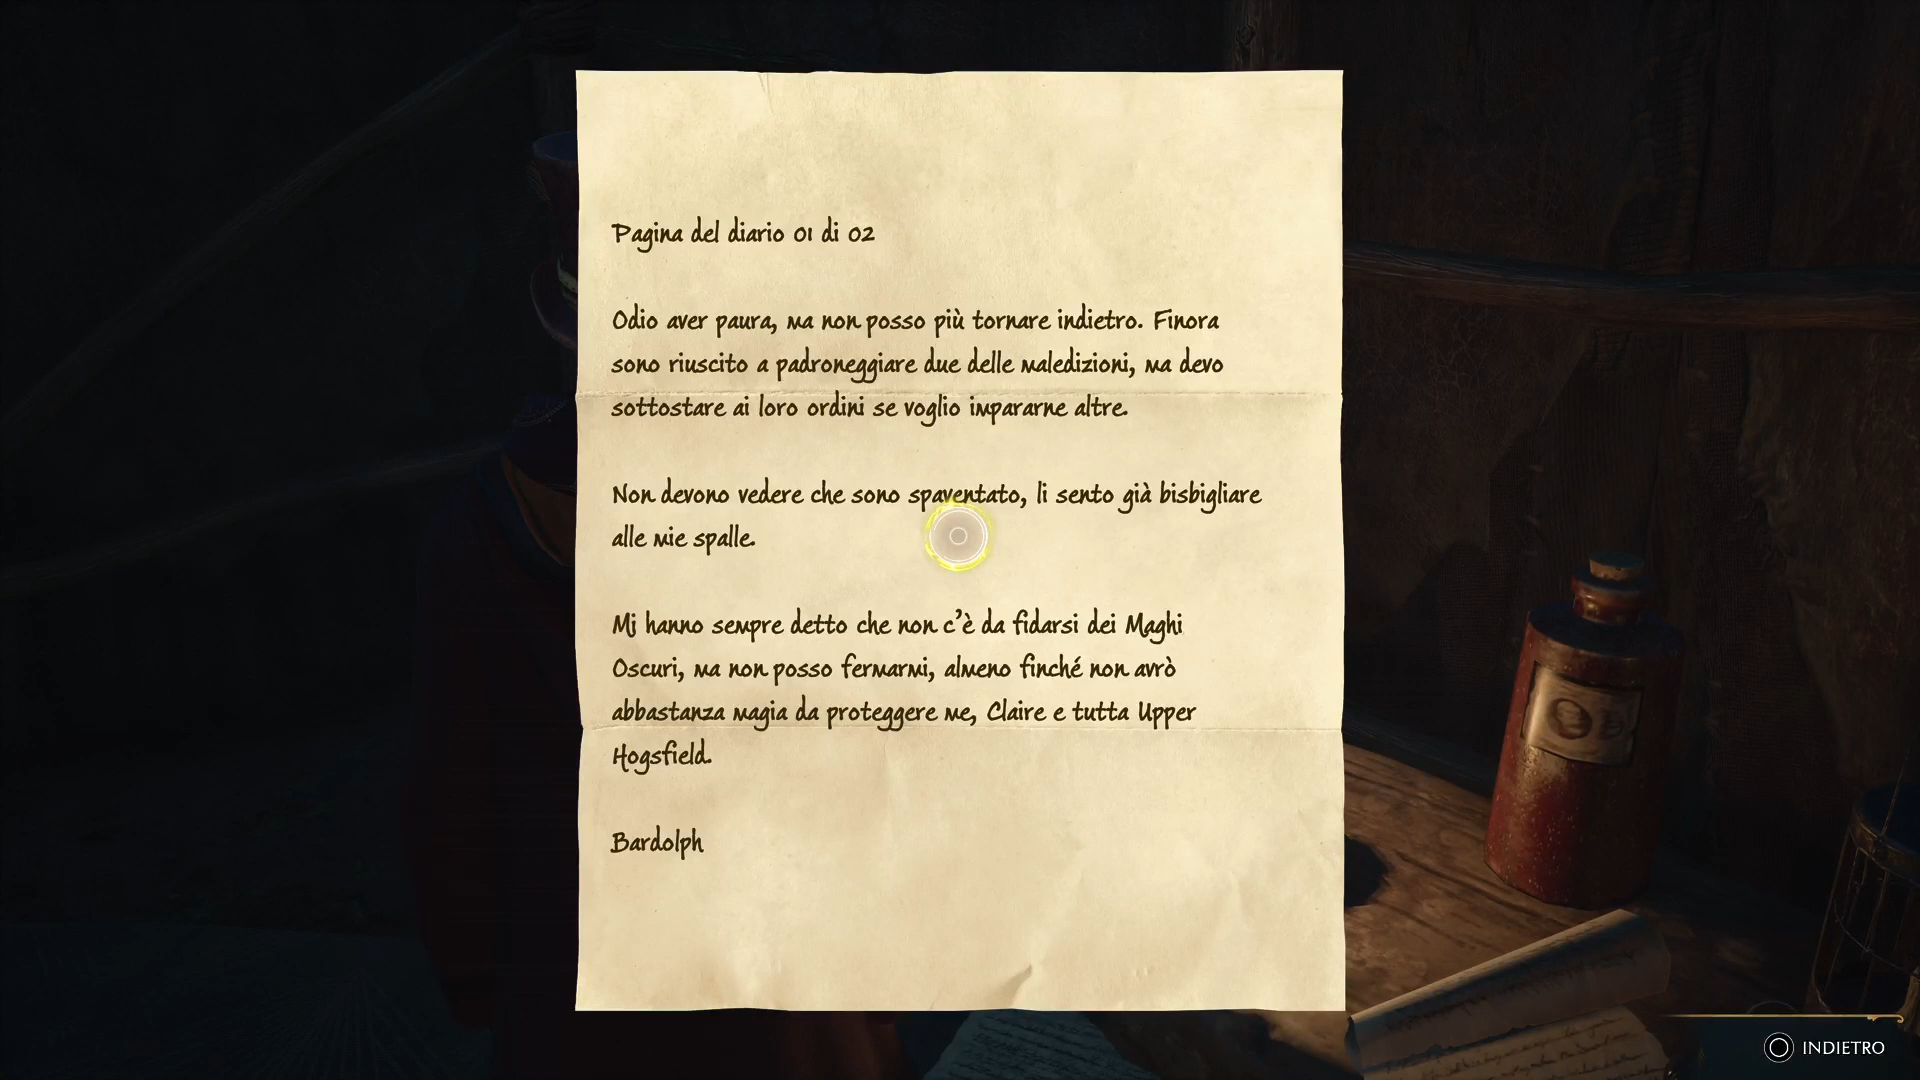 Pagina del diario 01 di 02
Odio aver paura, ma non posso più tornare indietro. Finora
sono riuscito a padroneggiare due delle maledizioni, ma devo
sottostare ai loro ordini se voglio impararne altre.
Non devono vedere che sono spaventato, li sento già bisbigliare
alle mie spalle.
Mi hanno sempre detto che non c'è da fidarsi dei Maghi
Oscuri, ma non posso fermarmi, almeno finché non avrò
abbastanza magia da proteggere me, Claire e tutta Upper
Hogsfield.
Bardolph
INDIETRO